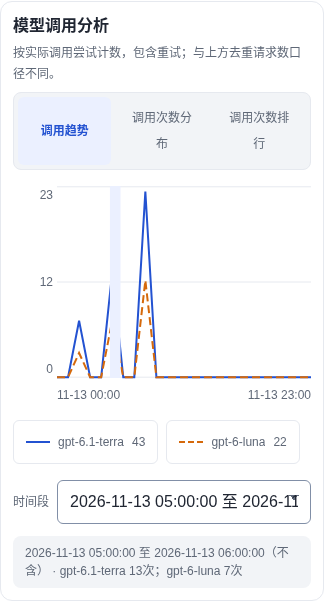 模型调用分析
按实际调用尝试计数，包含重试；与上方去重请求数口
径不同。
调用趋势
调用次数分
布
调用次数排
行
23
12
0
11-13 00:00
11-13 23:00
gpt-6.1-terra 43
gpt-6-luna 22
时间段
2026-11-13 05:00:00 至 2026-11
2026-11-13 05:00:00 至 2026-11-13 06:00:00（不
含） · gpt-6.1-terra 13次；gpt-6-luna 7次